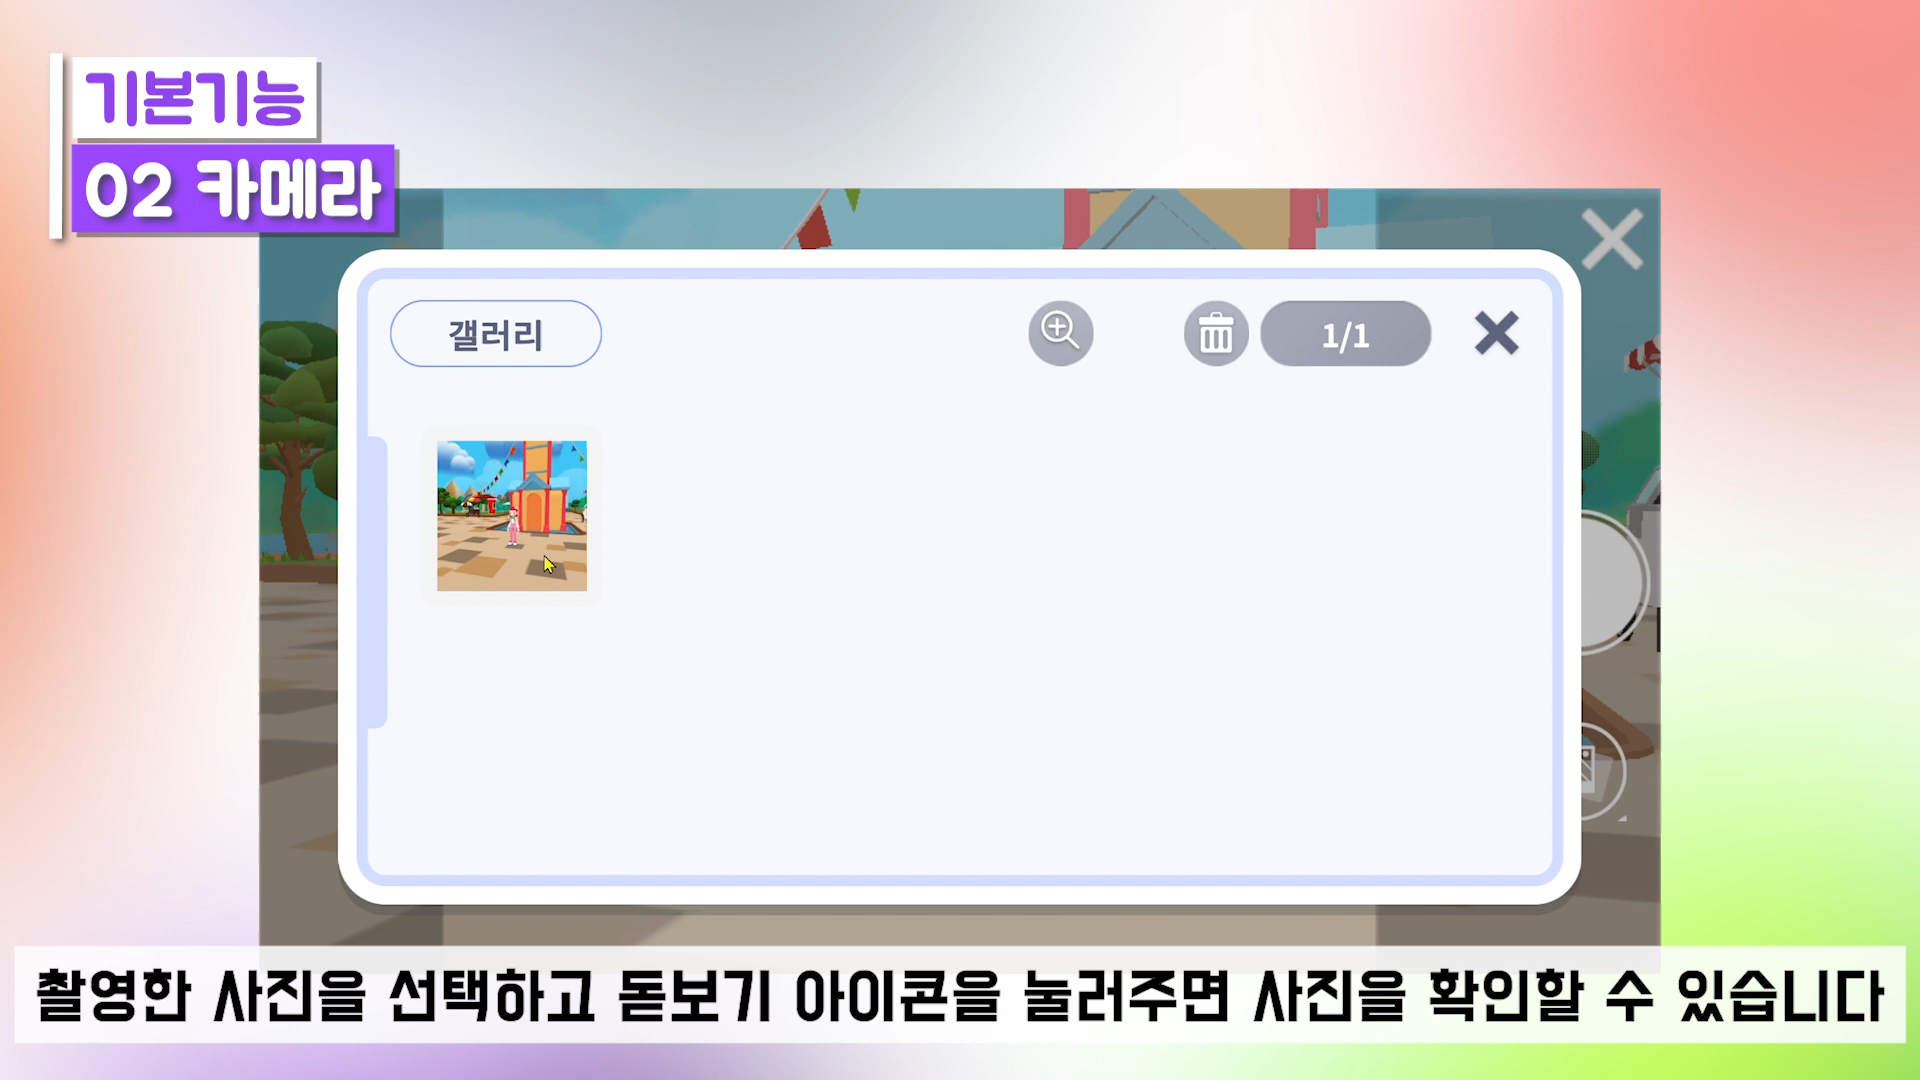 기본기능
02 카메라
갤러리
1/1
촬영한 사진을 선택하고 돋보기 아이콘을 눌러주면 사진을 확인할 수 있습니다